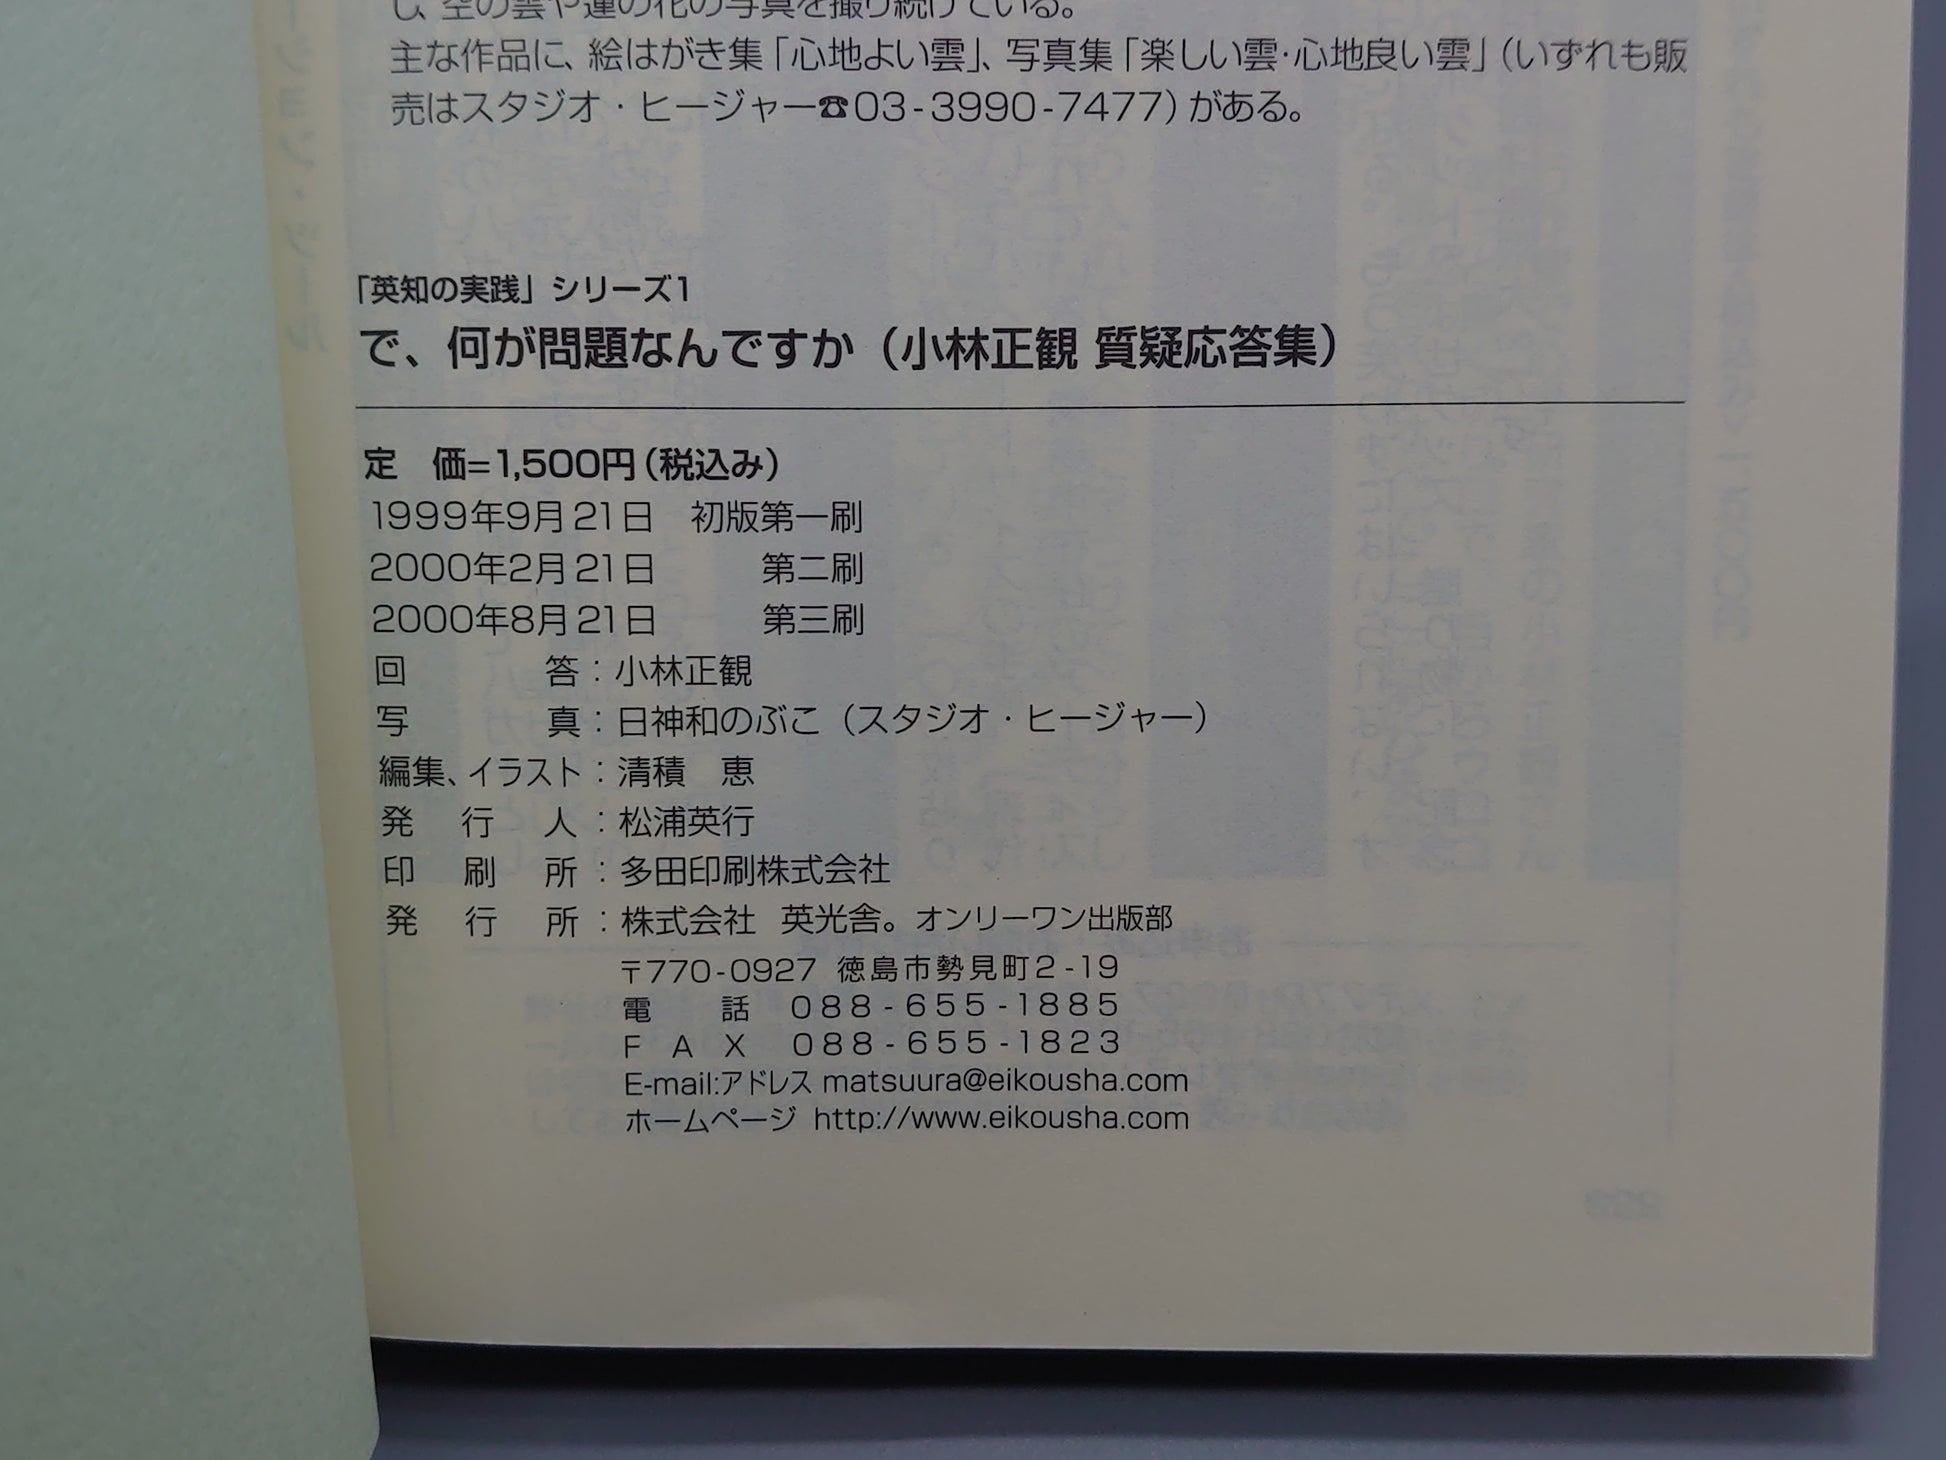 し、空の雲や蓮の花の写真を撮り続けている。
主な作品に、絵はがき集「心地よい雲」、写真集「楽しい雲・心地良い雲」（いずれも販
売はスタジオ・ヒージャー☎03-3990-7477）がある。
「英知の実践」シリーズ1
で、何が問題なんですか（小林正観 質疑応答集）
定　価=1,500円（税込み）
1999年9月21日　初版第一刷
2000年2月21日　　　第二刷
2000年8月21日　　　第三刷
回　　　　答：小林正観
写　　　　真：日神和のぶこ（スタジオ・ヒージャー）
編集、イラスト：清積　恵
発　行　人：松浦英行
印　刷　所：多田印刷株式会社
発　行　所：株式会社　英光舎。オンリーワン出版部
〒770-0927 徳島市勢見町2-19
電　　話　088-655-1885
F A X　088-655-1823
E-mail:アドレス matsuura@eikousha.com
ホームページ http://www.eikousha.com